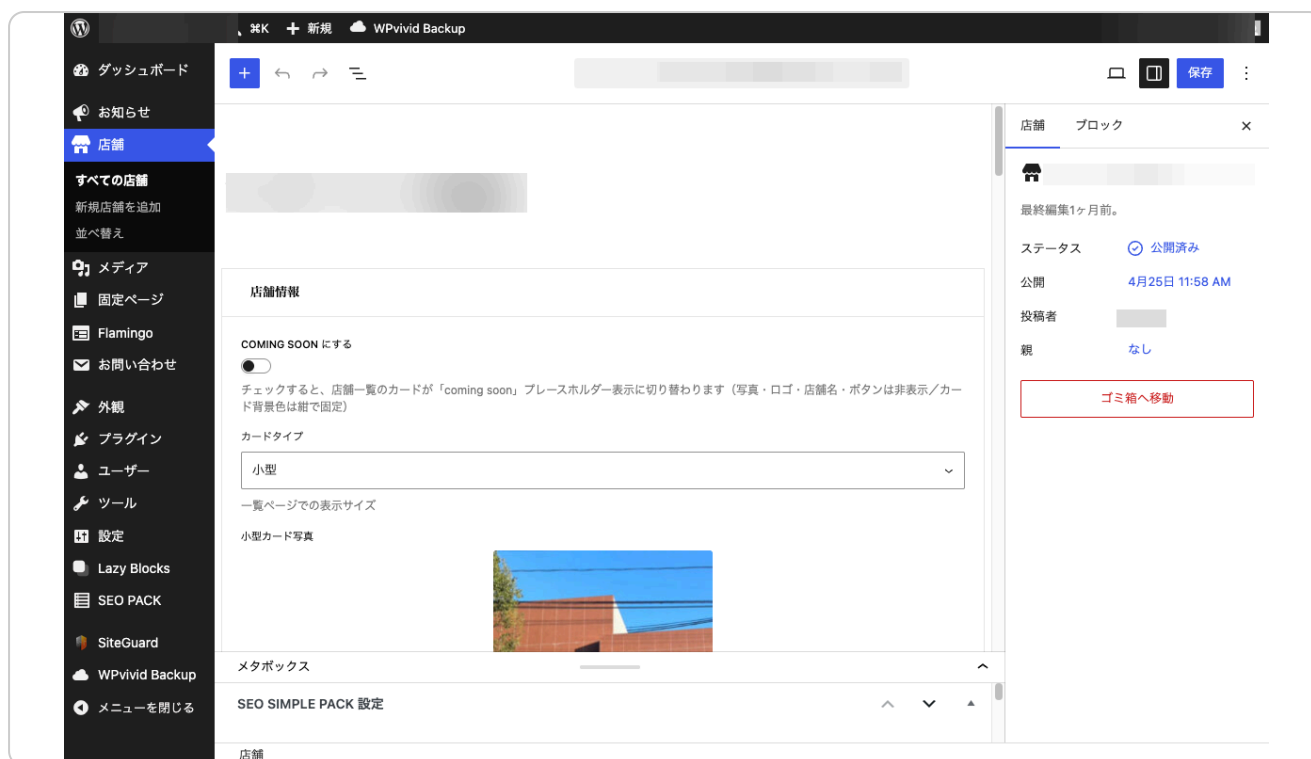 ⌘K
新規
WPvivid Backup
ダッシュボード
お知らせ
店舗
すべての店舗
新規店舗を追加
並べ替え
メディア
固定ページ
Flamingo
お問い合わせ
外観
プラグイン
ユーザー
ツール
設定
Lazy Blocks
SEO PACK
SiteGuard
WPvivid Backup
メニューを閉じる
保存
店舗情報
COMING SOON にする
チェックすると、店舗一覧のカードが「coming soon」プレースホルダー表示に切り替わります（写真・ロゴ・店舗名・ボタンは非表示／カー
ド背景色は紺で固定）
カードタイプ
小型
一覧ページでの表示サイズ
小型カード写真
メタボックス
SEO SIMPLE PACK 設定
店舗
店舗 ブロック
最終編集1ヶ月前。
ステータス 公開済み
公開 4月25日 11:58 AM
投稿者
親 なし
ゴミ箱へ移動